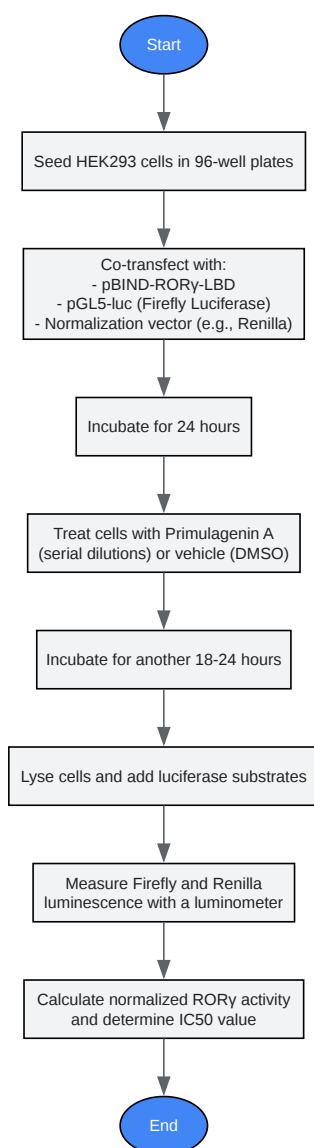 Start
Seed HEK293 cells in 96-well plates
Co-transfect with:
- pBIND-RORγ-LBD
- pGL5-luc (Firefly Luciferase)
- Normalization vector (e.g., Renilla)
Incubate for 24 hours
Treat cells with Primulagenin A
(serial dilutions) or vehicle (DMSO)
Incubate for another 18-24 hours
Lyse cells and add luciferase substrates
Measure Firefly and Renilla
luminescence with a luminometer
Calculate normalized RORγ activity
and determine IC50 value
End